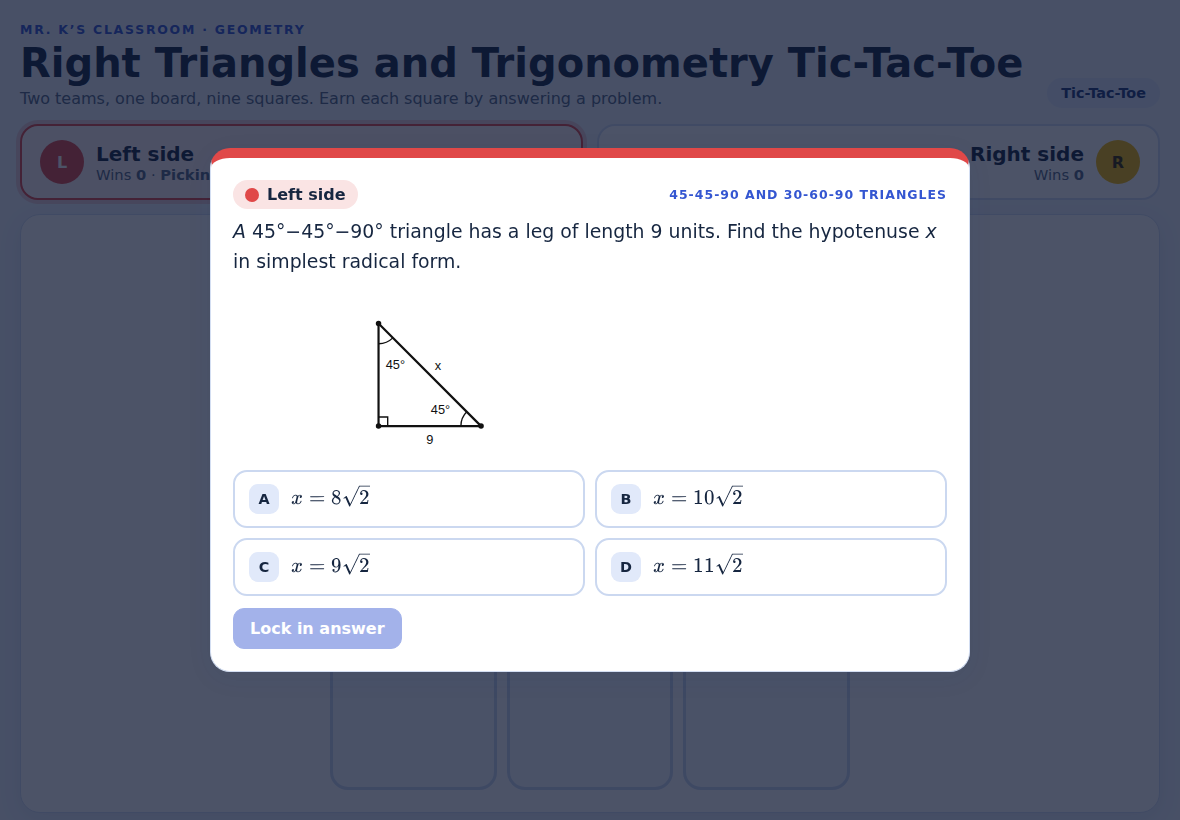 MR. K’S CLASSROOM · GEOMETRY
Right Triangles and Trigonometry Tic-Tac-Toe
Two teams, one board, nine squares. Earn each square by answering a problem.
Tic-Tac-Toe
L
Left side
Wins 0 · Pickin
Right side
Wins 0
R
Left side
45-45-90 AND 30-60-90 TRIANGLES
A 45°−45°−90° triangle has a leg of length 9 units. Find the hypotenuse x
in simplest radical form.
45°
x
45°
9
A x = 8√2
B x = 10√2
C x = 9√2
D x = 11√2
Lock in answer